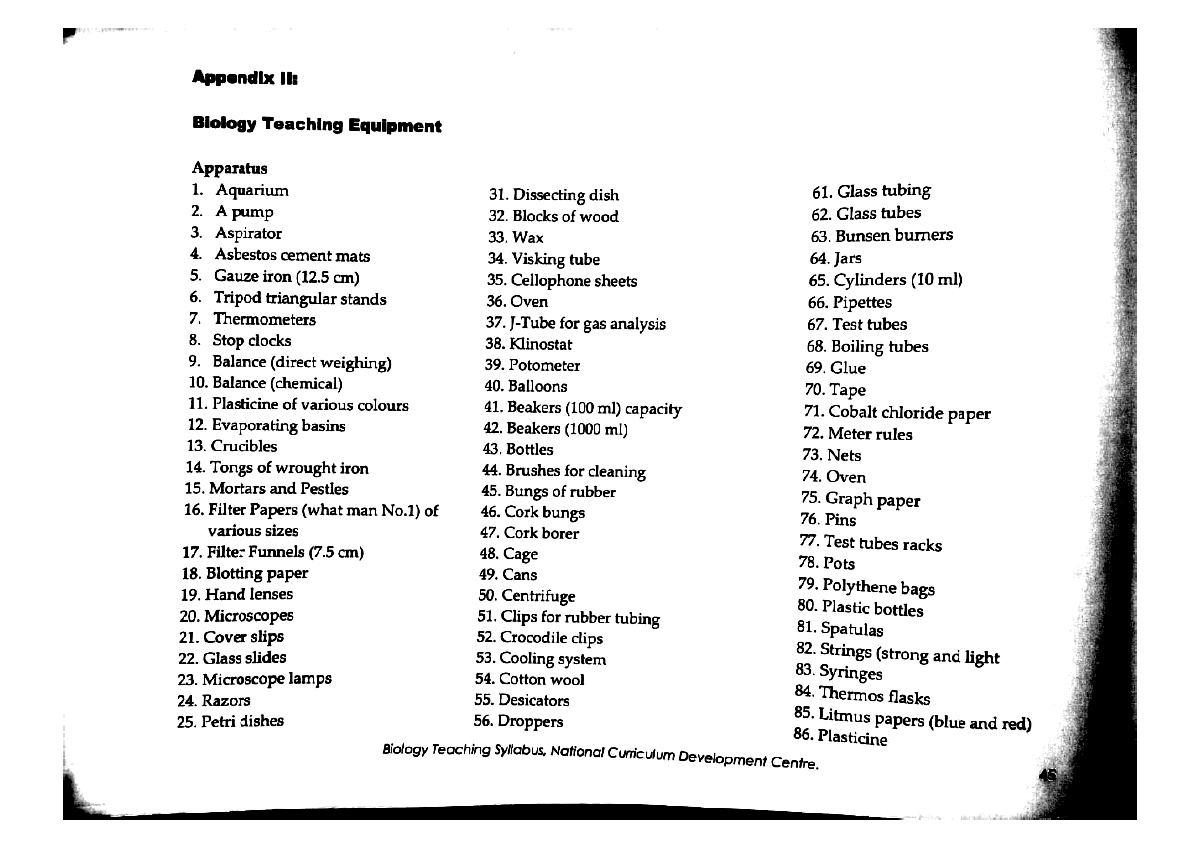 Appendix II:
Biology Teaching Equipment
Apparatus
1. Aquarium
2. A pump
3. Aspirator
4. Asbestos cement mats
5. Gauze iron (12.5 cm)
6. Tripod triangular stands
7. Thermometers
8. Stop clocks
9. Balance (direct weighing)
10. Balance (chemical)
11. Plasticine of various colours
12. Evaporating basins
13. Crucibles
14. Tongs of wrought iron
15. Mortars and Pestles
16. Filter Papers (what man No.1) of
various sizes
17. Filter Funnels (7.5 cm)
18. Blotting paper
19. Hand lenses
20. Microscopes
21. Cover slips
22. Glass slides
23. Microscope lamps
24. Razors
25. Petri dishes
31. Dissecting dish
32. Blocks of wood
33. Wax
34. Visking tube
35. Cellophone sheets
36. Oven
37. J-Tube for gas analysis
38. Klinostat
39. Potometer
40. Balloons
41. Beakers (100 ml) capacity
42. Beakers (1000 ml)
43. Bottles
44. Brushes for cleaning
45. Bungs of rubber
46. Cork bungs
47. Cork borer
48. Cage
49. Cans
50. Centrifuge
51. Clips for rubber tubing
52. Crocodile clips
53. Cooling system
54. Cotton wool
55. Desicators
56. Droppers
61. Glass tubing
62. Glass tubes
63. Bunsen burners
64. Jars
65. Cylinders (10 ml)
66. Pipettes
67. Test tubes
68. Boiling tubes
69. Glue
70. Tape
71. Cobalt chloride paper
72. Meter rules
73. Nets
74. Oven
75. Graph paper
76. Pins
77. Test tubes racks
78. Pots
79. Polythene bags
80. Plastic bottles
81. Spatulas
82. Strings (strong and light
83. Syringes
84. Thermos flasks
85. Litmus papers (blue and red)
86. Plasticine
Biology Teaching Syllabus, National Curriculum Development Centre.
45